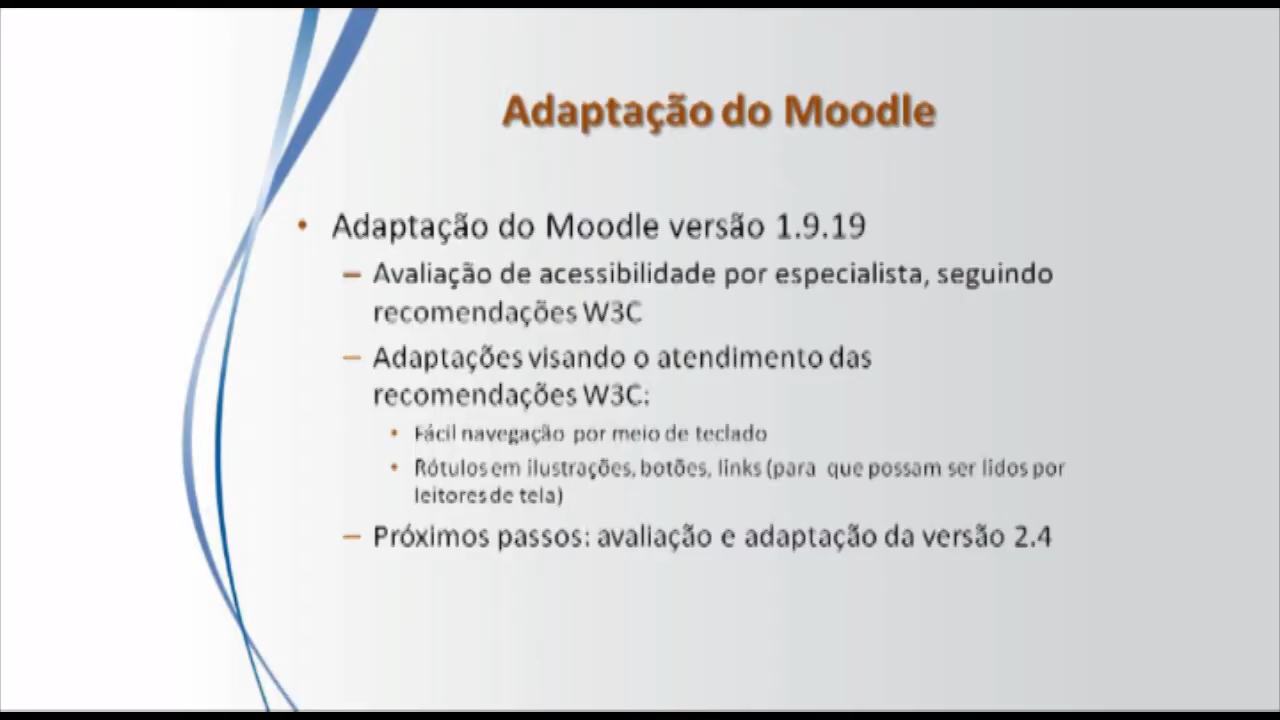 Adaptação do Moodle
• Adaptação do Moodle versão 1.9.19
– Avaliação de acessibilidade por especialista, seguindo
recomendações W3C
– Adaptações visando o atendimento das
recomendações W3C:
• Fácil navegação por meio de teclado
• Rótulos em ilustrações, botões, links (para que possam ser lidos por
leitores de tela)
– Próximos passos: avaliação e adaptação da versão 2.4